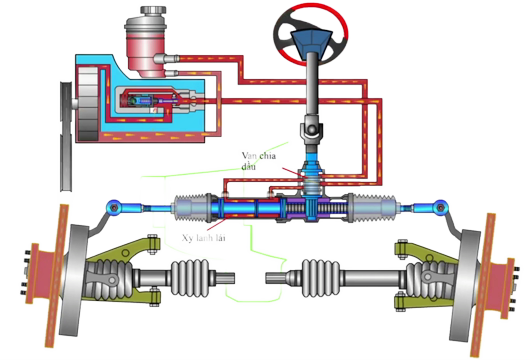 Van chia
dầu
Xy lanh lái